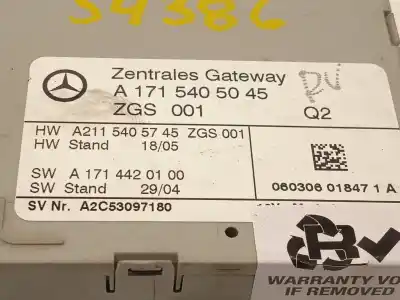 54386
Zentrales Gateway
A 171 540 50 45
ZGS 001
Q2
HW A211 540 57 45 ZGS 001
HW Stand 18/05
SW A 171 442 01 00
SW Stand 29/04
060306 01847 1 A
SV Nr. A2C53097180
WARRANTY VO
IF REMOVED